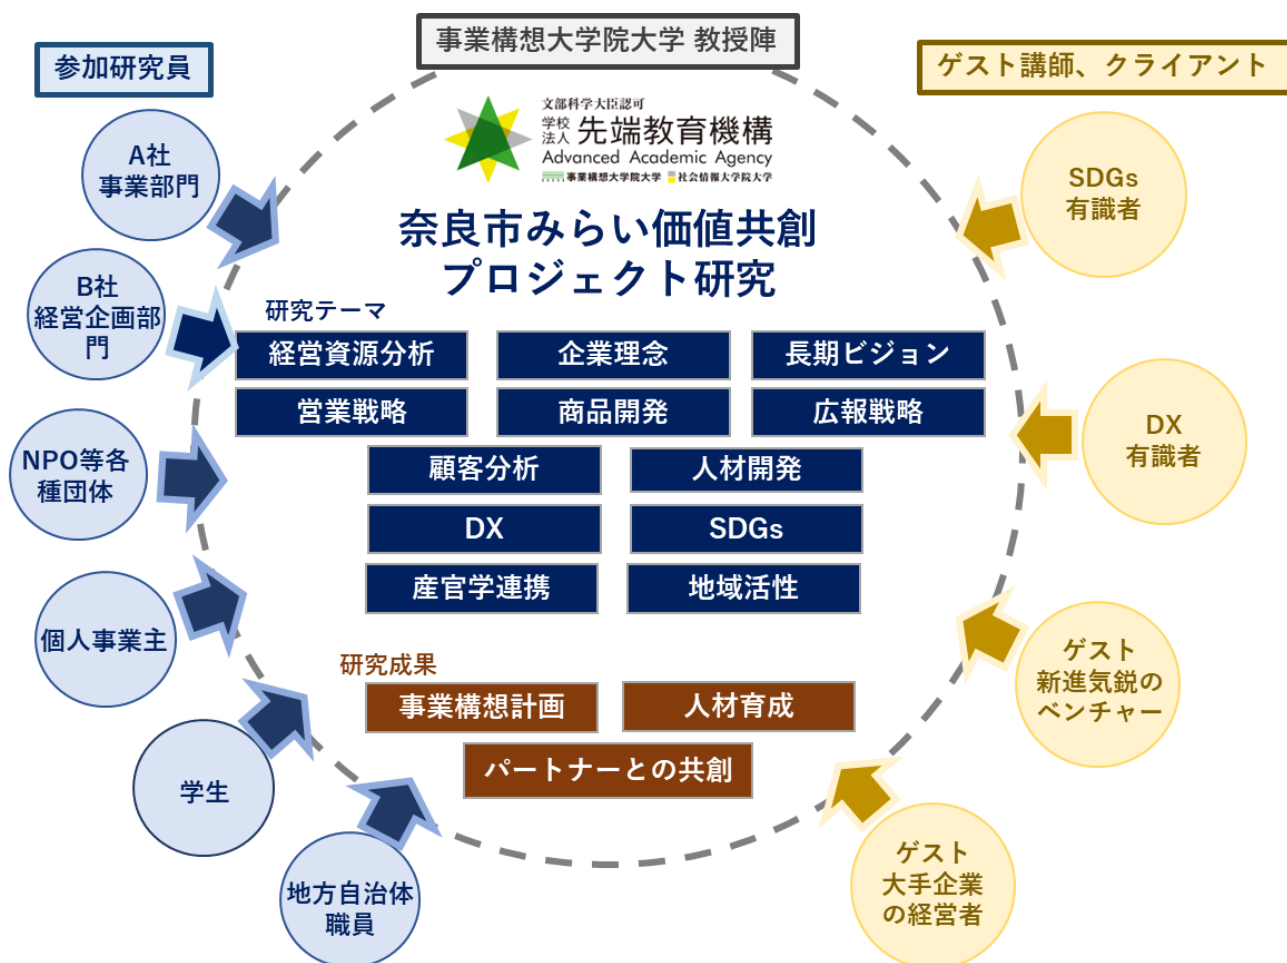 事業構想大学院大学 教授陣
参加研究員
ゲスト講師、クライアント
文部科学大臣認可
学校法人 先端教育機構
Advanced Academic Agency
事業構想大学院大学 社会情報大学院大学
奈良市みらい価値共創
プロジェクト研究
A社
事業部門
B社
経営企画部
門
NPO等各
種団体
個人事業主
学生
地方自治体
職員
研究テーマ
経営資源分析
企業理念
長期ビジョン
営業戦略
商品開発
広報戦略
顧客分析
人材開発
DX
SDGs
産官学連携
地域活性
研究成果
事業構想計画
人材育成
パートナーとの共創
SDGs
有識者
DX
有識者
ゲスト
新進気鋭の
ベンチャー
ゲスト
大手企業
の経営者